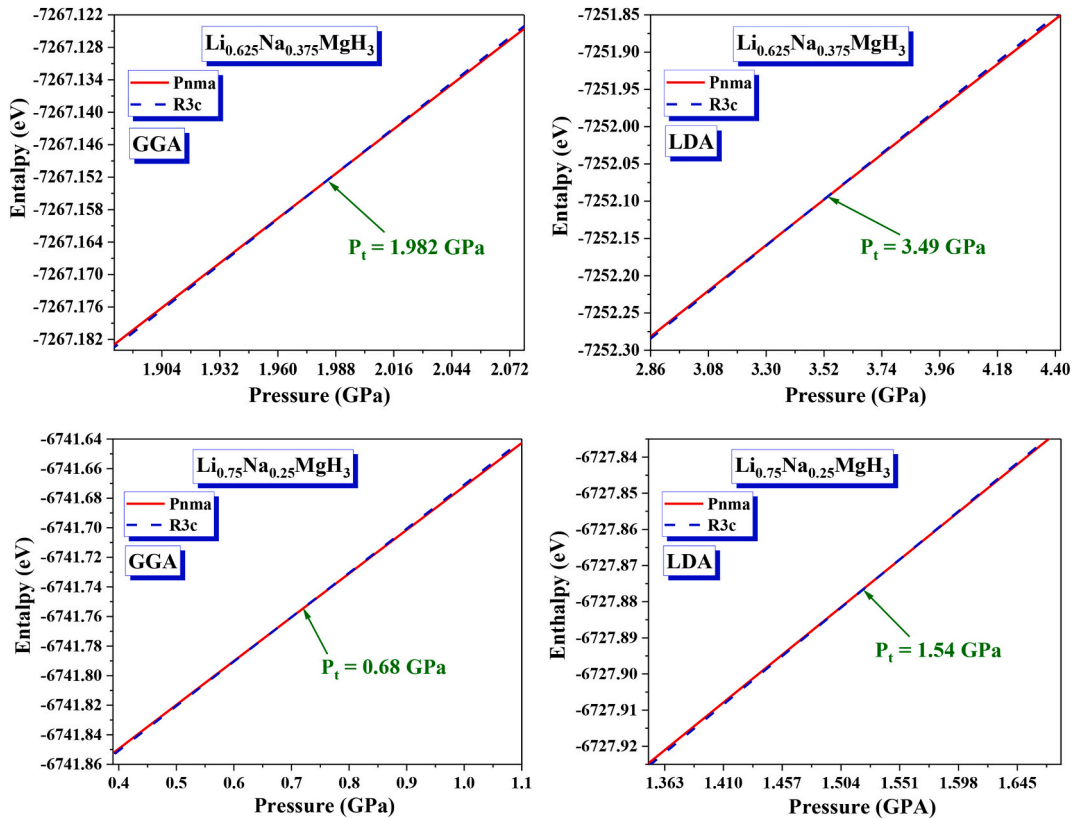 -7267.122
-7267.128
-7267.134
-7267.140
-7267.146
-7267.152
-7267.158
-7267.164
-7267.170
-7267.176
-7267.182
Entalpy (eV)
Li0.625Na0.375MgH3
Pnma
R3c
GGA
Pt = 1.982 GPa
1.904 1.932 1.960 1.988 2.016 2.044 2.072
Pressure (GPa)
-7251.85
-7251.90
-7251.95
-7252.00
-7252.05
-7252.10
-7252.15
-7252.20
-7252.25
-7252.30
Entalpy (eV)
Li0.625Na0.375MgH3
Pnma
R3c
LDA
Pt = 3.49 GPa
2.86 3.08 3.30 3.52 3.74 3.96 4.18 4.40
Pressure (GPa)
-6741.64
-6741.66
-6741.68
-6741.70
-6741.72
-6741.74
-6741.76
-6741.78
-6741.80
-6741.82
-6741.84
-6741.86
Entalpy (eV)
Li0.75Na0.25MgH3
Pnma
R3c
GGA
Pt = 0.68 GPa
0.4 0.5 0.6 0.7 0.8 0.9 1.0 1.1
Pressure (GPa)
-6727.84
-6727.85
-6727.86
-6727.87
-6727.88
-6727.89
-6727.90
-6727.91
-6727.92
Enthalpy (eV)
Li0.75Na0.25MgH3
Pnma
R3c
LDA
Pt = 1.54 GPa
1.363 1.410 1.457 1.504 1.551 1.598 1.645
Pressure (GPA)